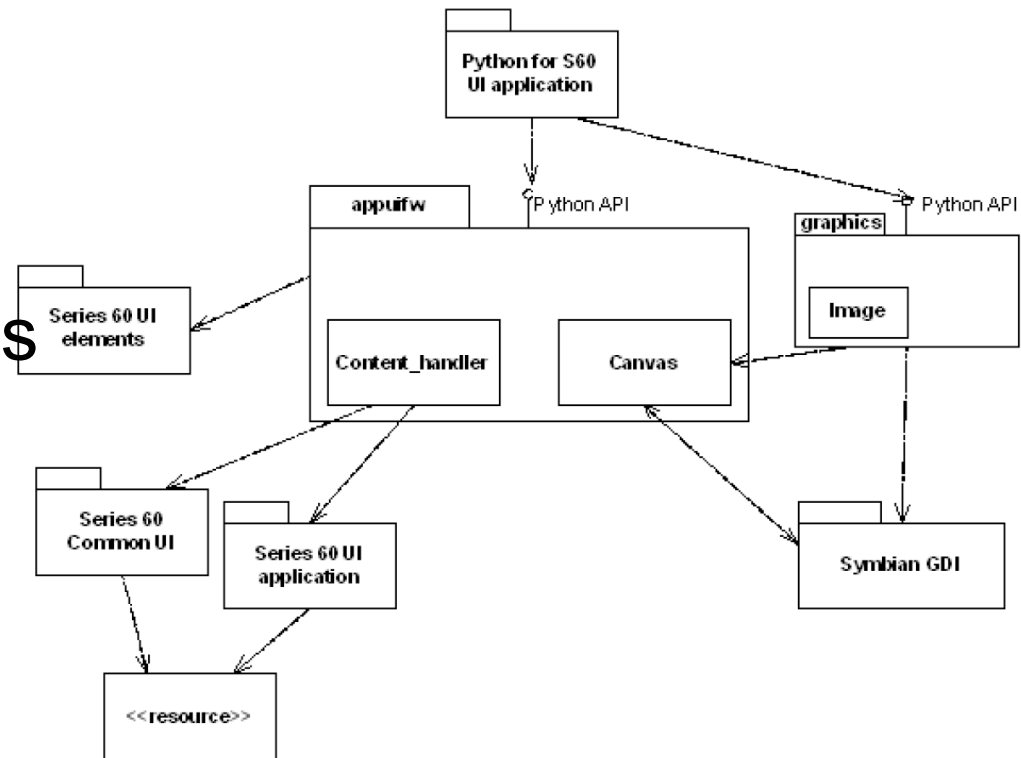 Python for S60
UI application
appuifw
Python API
Python API
graphics
Series 60 UI
elements
s
Image
Content_handler
Canvas
Series 60
Common UI
Series 60 UI
application
Symbian GDI
<<resource>>